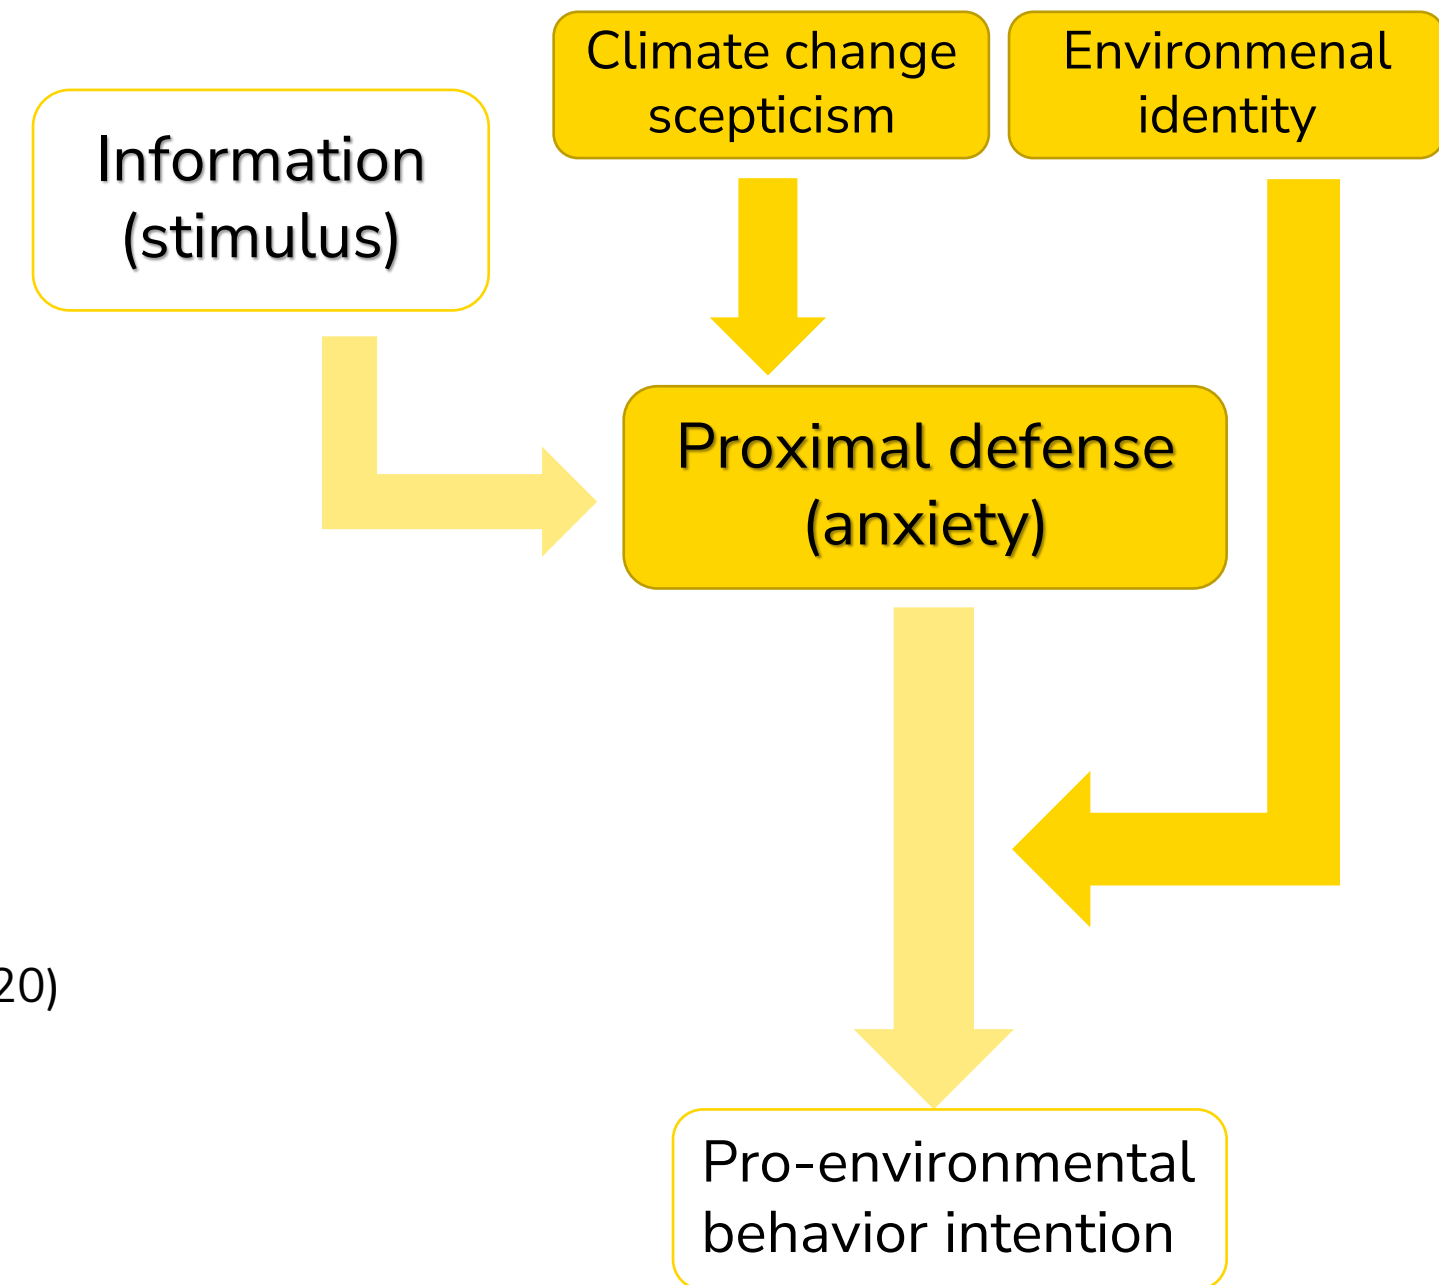 Climate change
scepticism
Environmenal
identity
Information
(stimulus)
Proximal defense
(anxiety)
20)
Pro-environmental
behavior intention